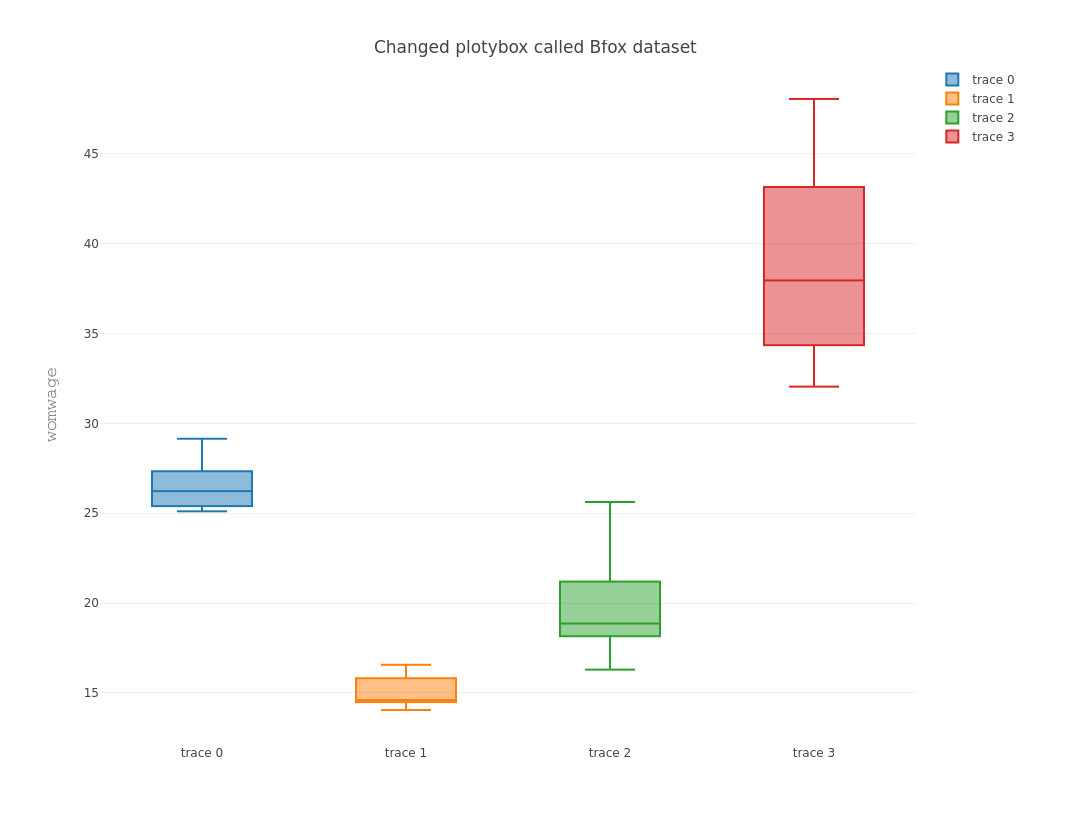 Changed plotybox called Bfox dataset
trace 0
trace 1
trace 2
trace 3
45
40
35
30
25
20
15
womwage
trace 0
trace 1
trace 2
trace 3